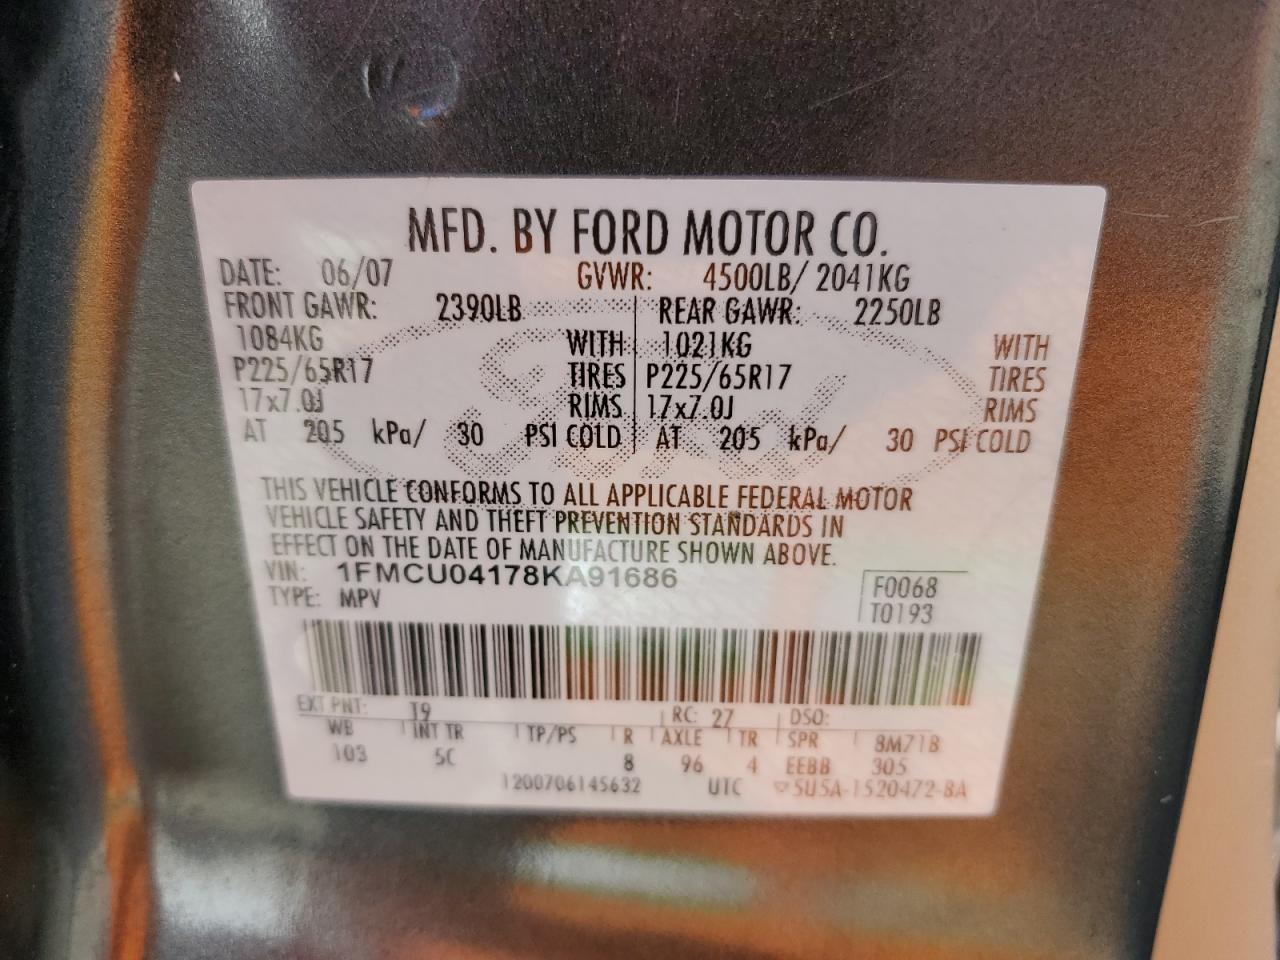 MFD. BY FORD MOTOR CO.
DATE: 06/07 GVWR: 4500LB/ 2041KG
FRONT GAWR: 2390LB REAR GAWR: 2250LB
1084KG WITH 1021KG WITH
P225/65R17 TIRES P225/65R17 TIRES
17x7.0J RIMS 17x7.0J RIMS
AT 205 kPa/ 30 PSI COLD AT 205 kPa/ 30 PSI COLD
THIS VEHICLE CONFORMS TO ALL APPLICABLE FEDERAL MOTOR
VEHICLE SAFETY AND THEFT PREVENTION STANDARDS IN
EFFECT ON THE DATE OF MANUFACTURE SHOWN ABOVE.
VIN: 1FMCU04178KA91686
TYPE: MPV
F0068
T0193
EXT PNT: T9 RC: 27 DSO:
WB INT TR TP/PS R AXLE TR SPR 8M71B
103 5C 8 96 4 EEBB 305
1200706145632 UTC ▽5U5A-1520472-BA